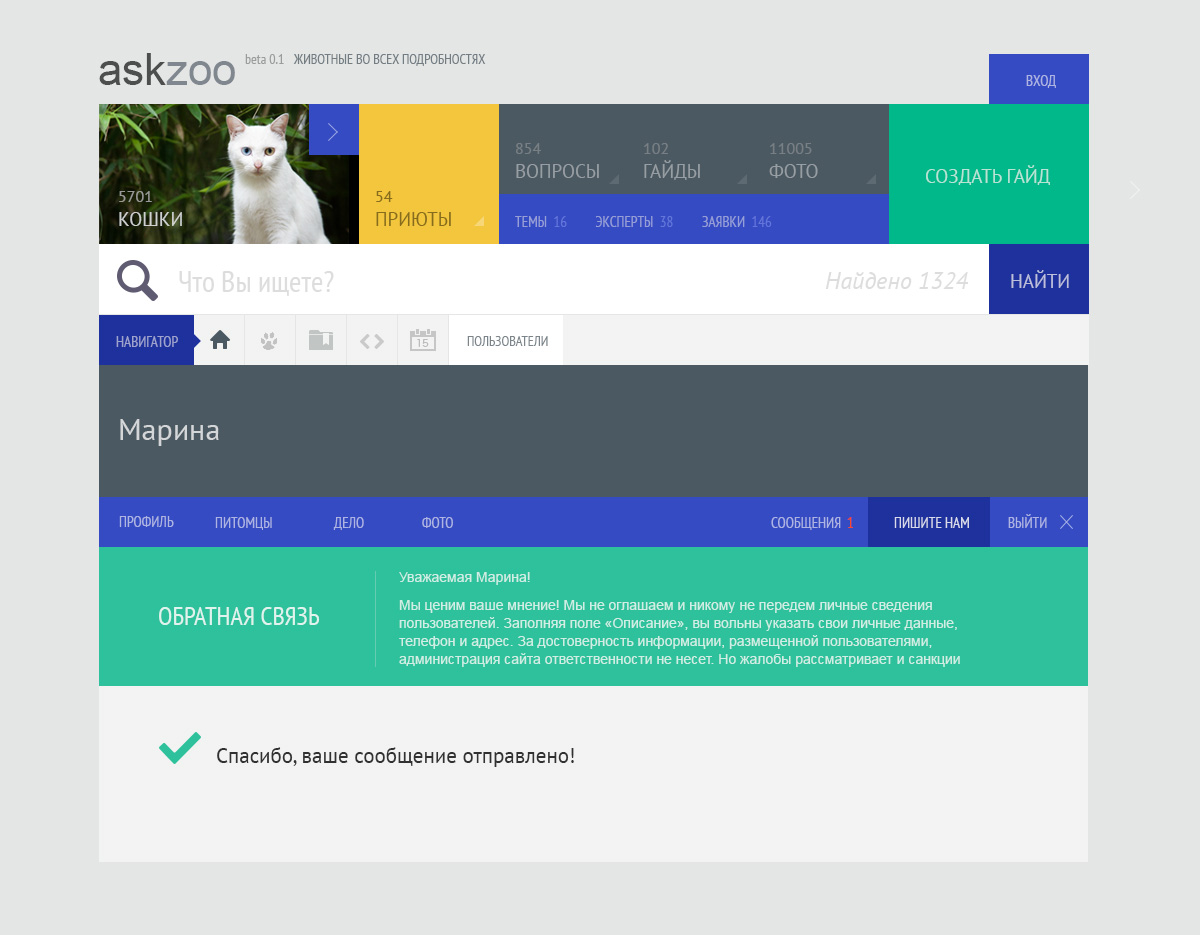 askzoo beta 0.1 ЖИВОТНЫЕ ВО ВСЕХ ПОДРОБНОСТЯХ
ВХОД
5701
КОШКИ
54
ПРИЮТЫ
854 102 11005
ВОПРОСЫ ГАЙДЫ ФОТО
ТЕМЫ 16 ЭКСПЕРТЫ 38 ЗАЯВКИ 146
СОЗДАТЬ ГАЙД
Что Вы ищете? Найдено 1324 НАЙТИ
НАВИГАТОР 15 ПОЛЬЗОВАТЕЛИ
Марина
ПРОФИЛЬ ПИТОМЦЫ ДЕЛО ФОТО СООБЩЕНИЯ 1 ПИШИТЕ НАМ ВЫЙТИ
ОБРАТНАЯ СВЯЗЬ
Уважаемая Марина!
Мы ценим ваше мнение! Мы не оглашаем и никому не передем личные сведения
пользователей. Заполняя поле «Описание», вы вольны указать свои личные данные,
телефон и адрес. За достоверность информации, размещенной пользователями,
администрация сайта ответственности не несет. Но жалобы рассматривает и санкции
Спасибо, ваше сообщение отправлено!